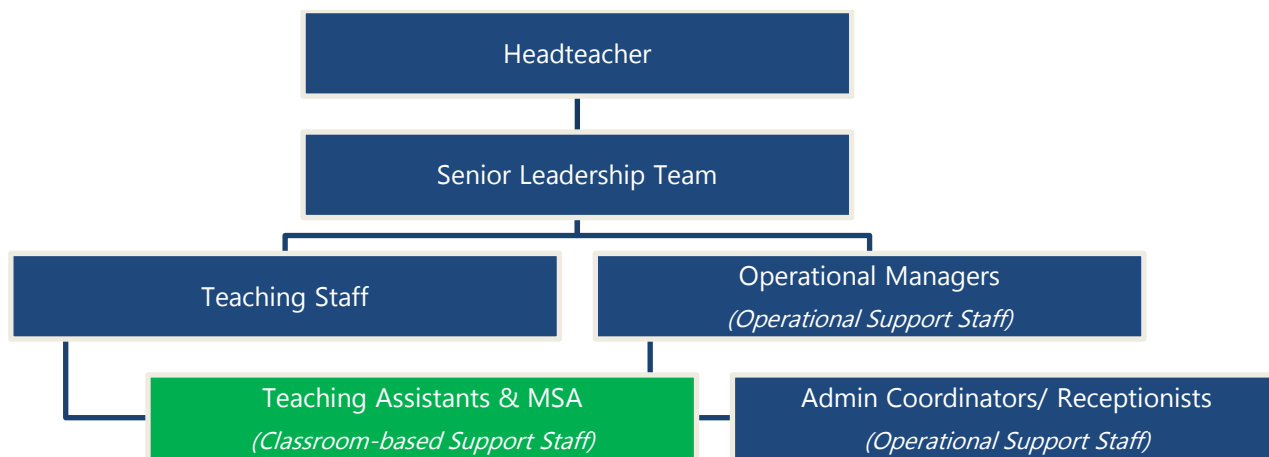 Headteacher
Senior Leadership Team
Teaching Staff
Operational Managers
(Operational Support Staff)
Teaching Assistants & MSA
(Classroom-based Support Staff)
Admin Coordinators/ Receptionists
(Operational Support Staff)